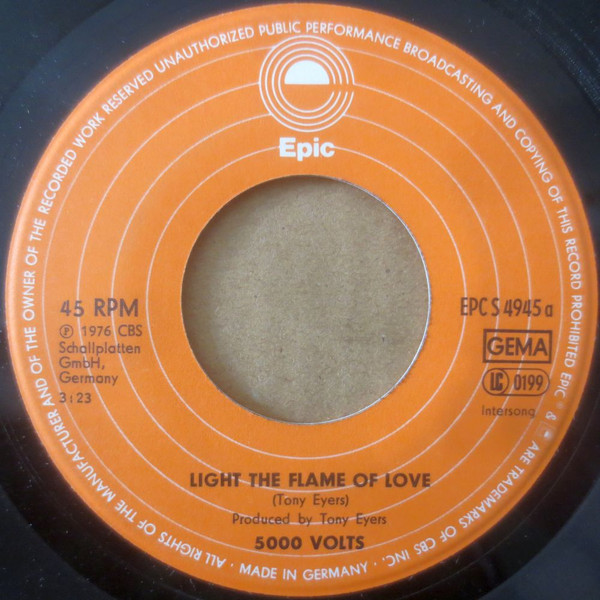 ALL RIGHTS OF THE MANUFACTURER AND OF THE OWNER OF THE RECORDED WORK RESERVED UNAUTHORIZED PUBLIC PERFORMANCE BROADCASTING AND COPYING OF THIS RECORD PROHIBITED EPIC & ARE TRADEMARKS OF CBS INC. · MADE IN GERMANY ·
Epic
45 RPM
℗ 1976 CBS
Schallplatten
GmbH,
Germany
3:23
EPC S 4945 a
GEMA
LC 0199
Intersong
LIGHT THE FLAME OF LOVE
(Tony Eyers)
Produced by Tony Eyers
5000 VOLTS